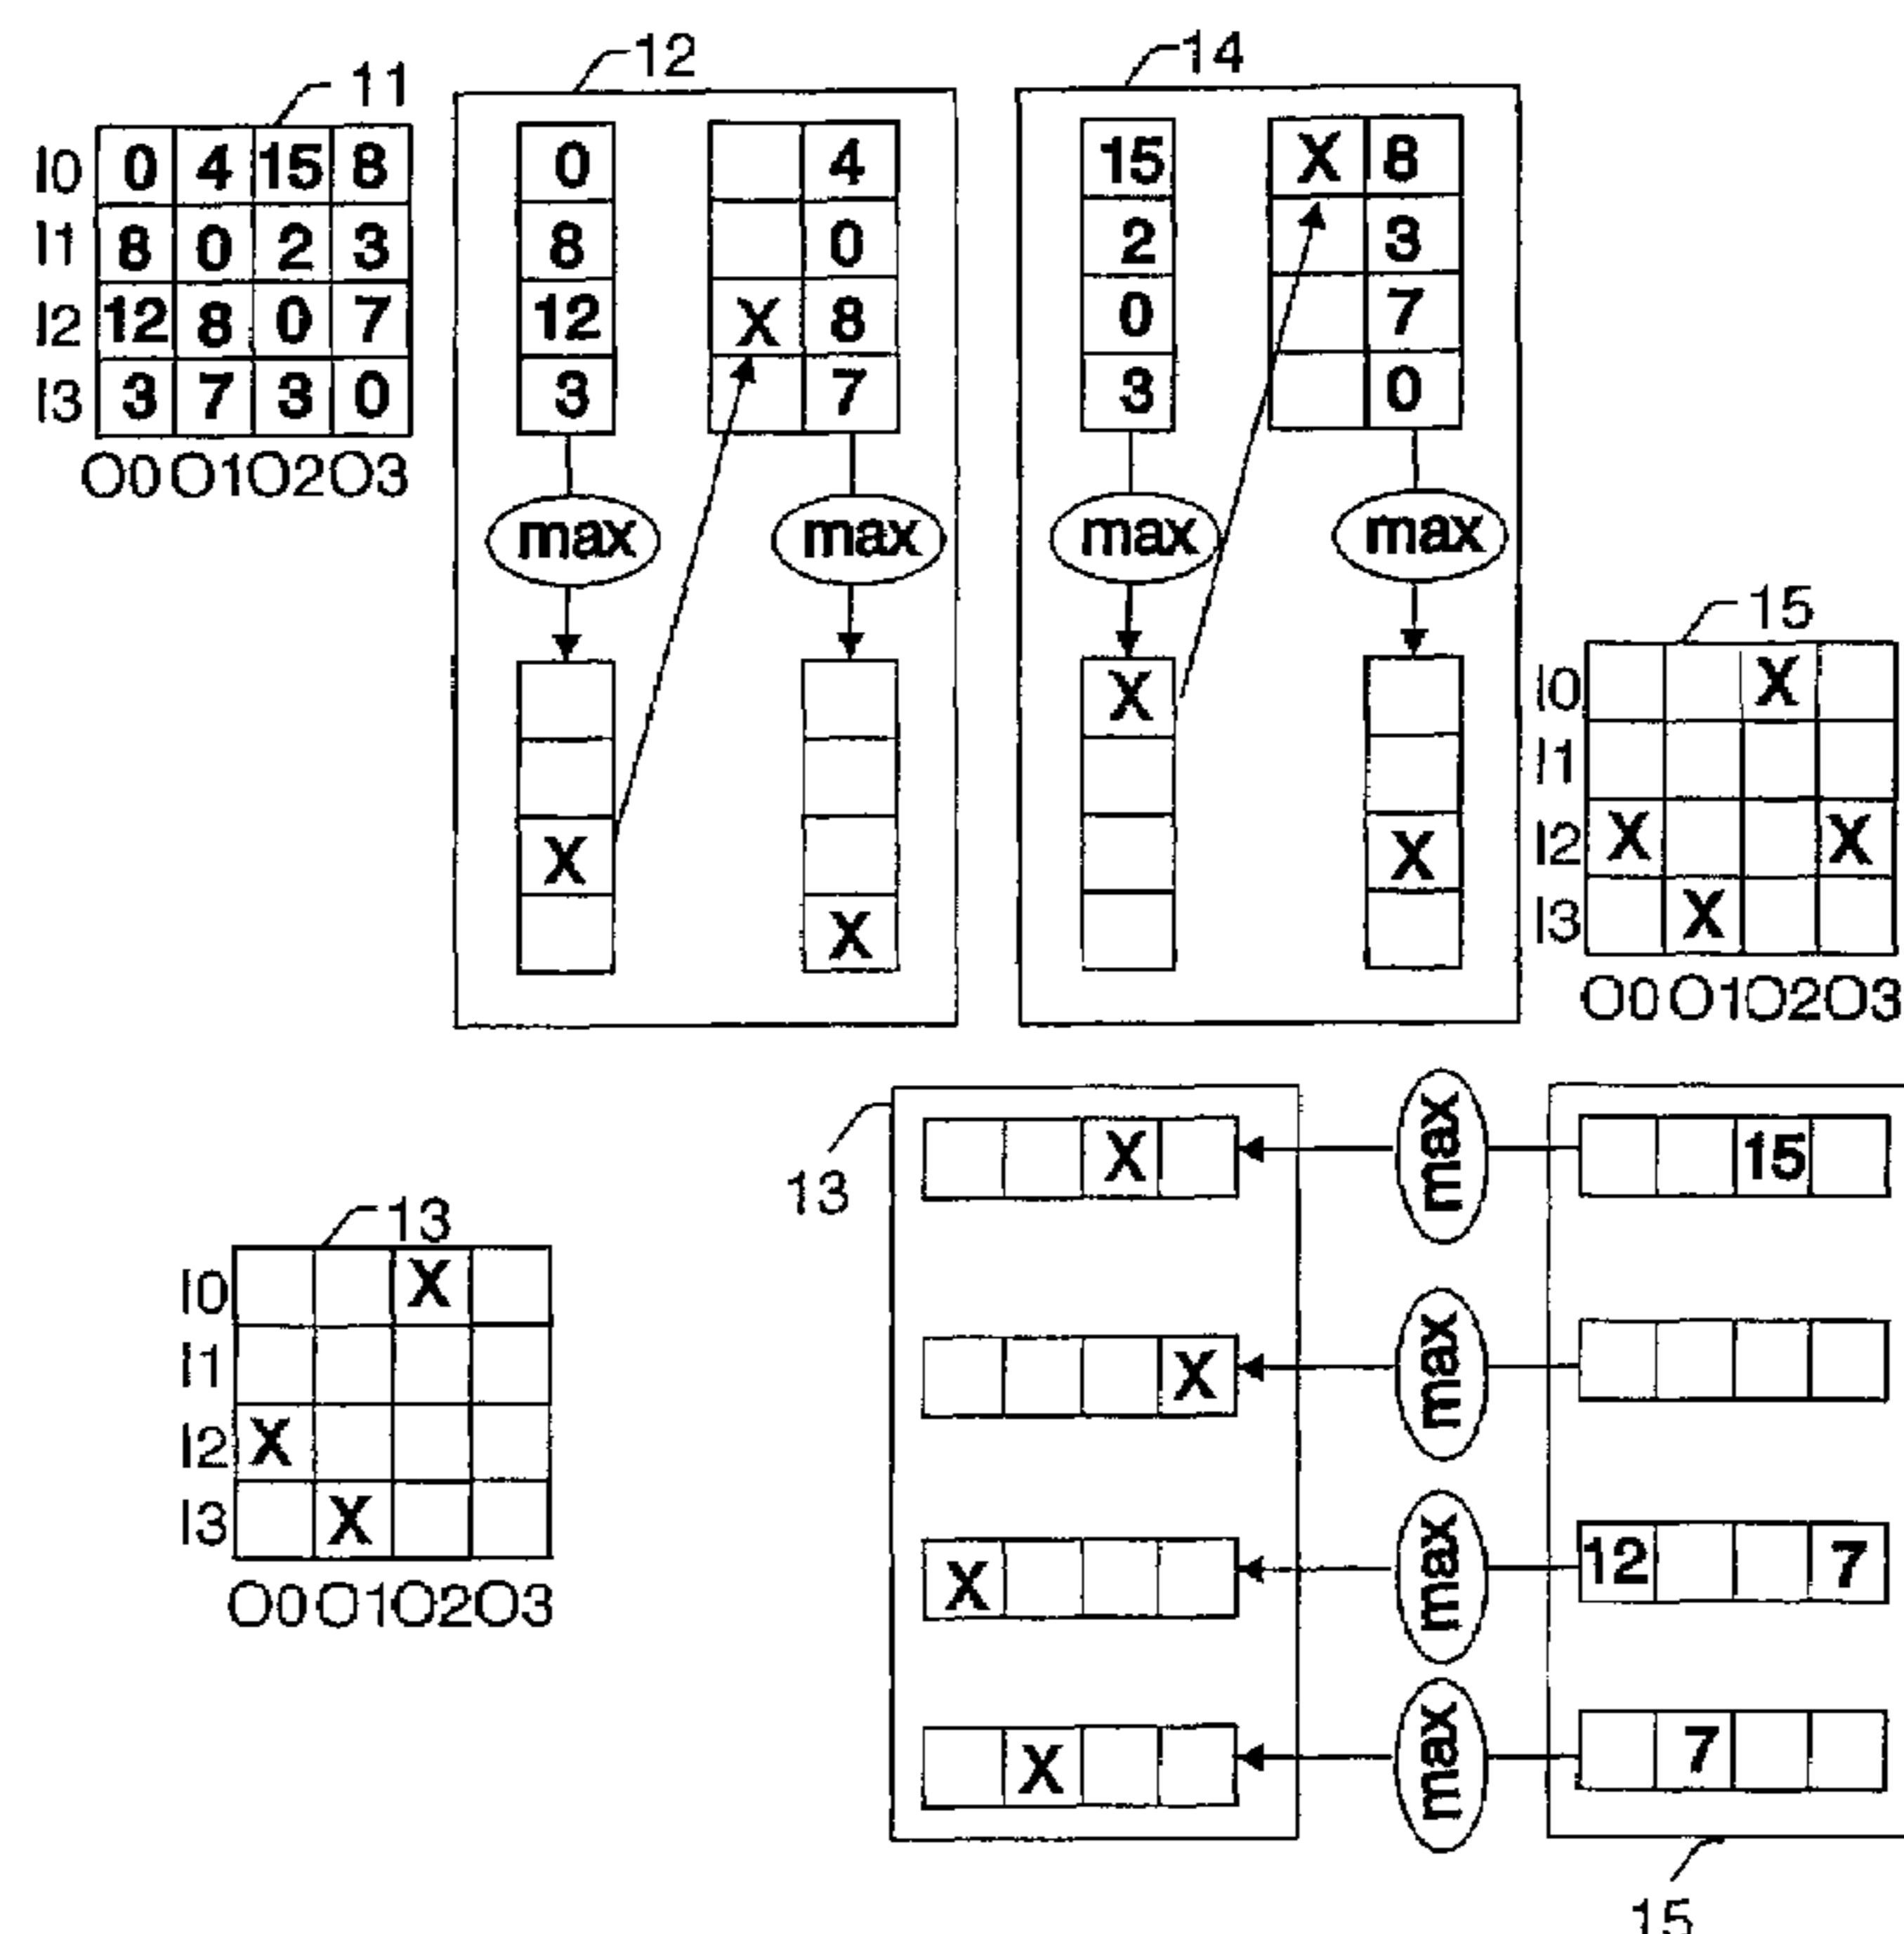 11
I0 0 4 15 8
I1 8 0 2 3
I2 12 8 0 7
I3 3 7 3 0
O0 O1 O2 O3
12
0 4
8 0
12 X 8
3 7
max max
X
X
14
15 X 8
2 3
0 7
3 0
max max
X
X
15
I0 X
I1
I2 X X
I3 X
O0 O1 O2 O3
13
I0 X
I1
I2 X
I3 X
O0 O1 O2 O3
13
X max 15
X max
X max 12 7
X max 7
15